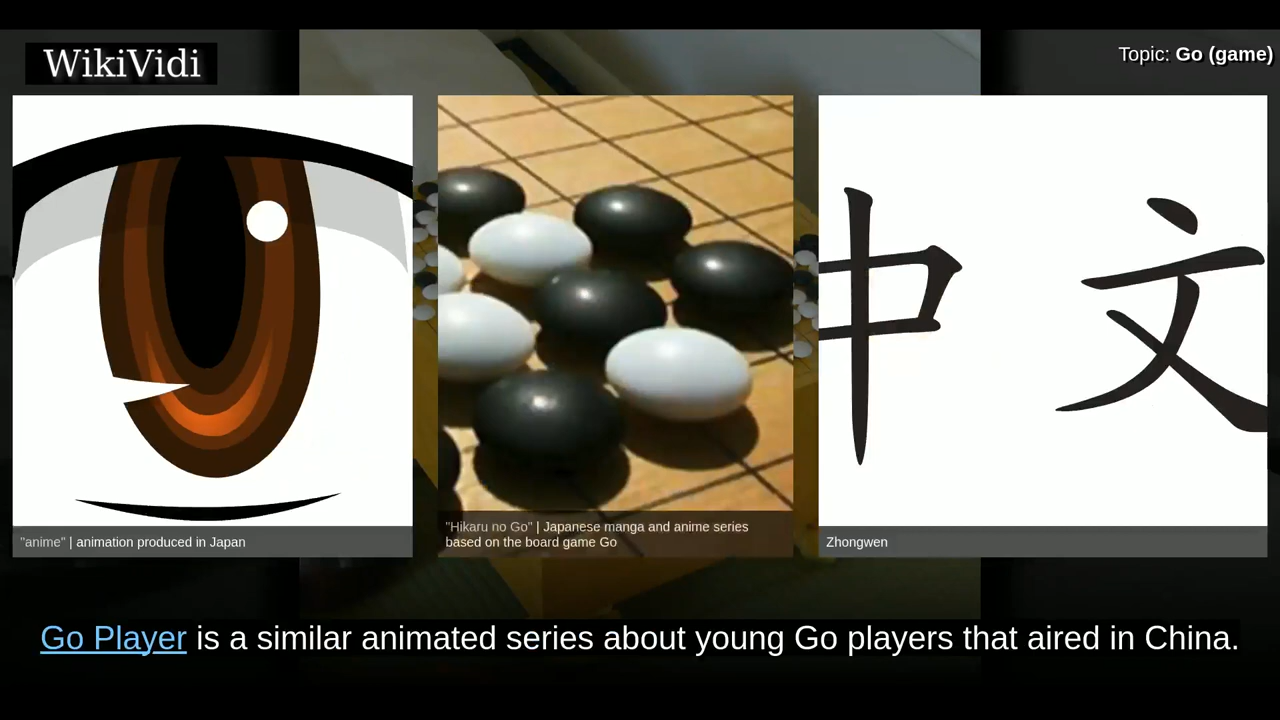 WikiVidi
Topic: Go (game)
中文
"anime" | animation produced in Japan
"Hikaru no Go" | Japanese manga and anime series
based on the board game Go
Zhongwen
Go Player is a similar animated series about young Go players that aired in China.